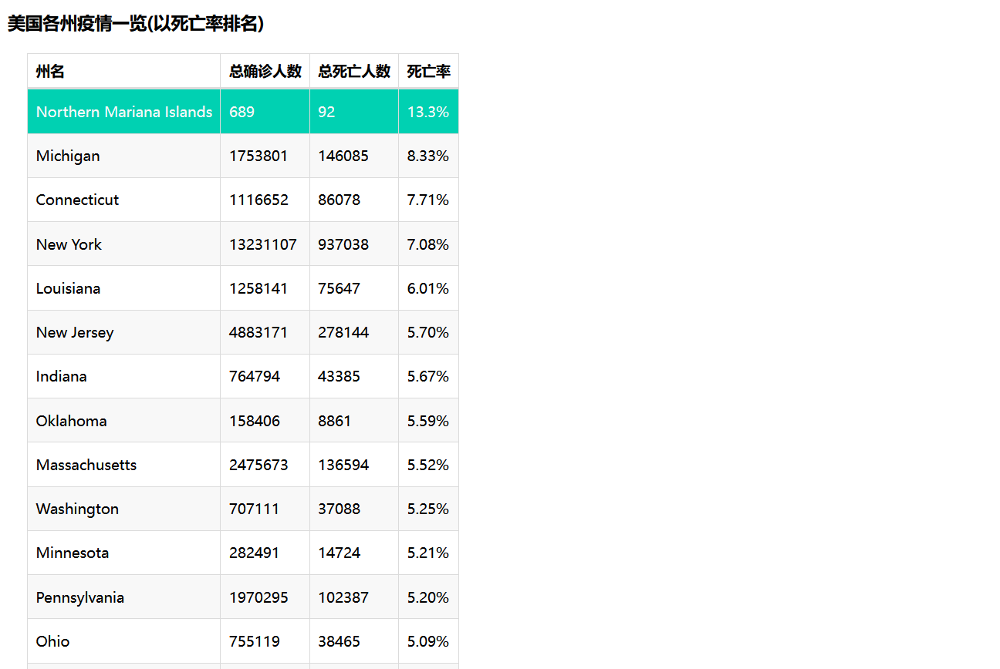 美国各州疫情一览(以死亡率排名)
州名 总确诊人数 总死亡人数 死亡率
Northern Mariana Islands 689 92 13.3%
Michigan 1753801 146085 8.33%
Connecticut 1116652 86078 7.71%
New York 13231107 937038 7.08%
Louisiana 1258141 75647 6.01%
New Jersey 4883171 278144 5.70%
Indiana 764794 43385 5.67%
Oklahoma 158406 8861 5.59%
Massachusetts 2475673 136594 5.52%
Washington 707111 37088 5.25%
Minnesota 282491 14724 5.21%
Pennsylvania 1970295 102387 5.20%
Ohio 755119 38465 5.09%